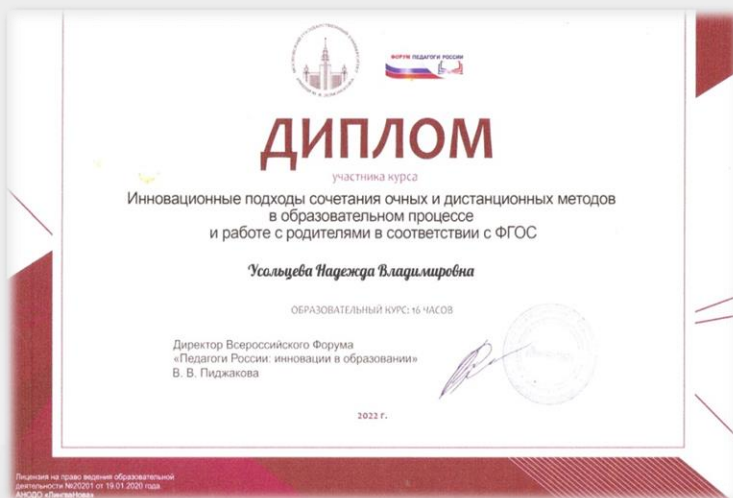 ФОРУМ ПЕДАГОГИ РОССИИ
ДИПЛОМ
участника курса
Инновационные подходы сочетания очных и дистанционных методов
в образовательном процессе
и работе с родителями в соответствии с ФГОС
Усольцева Надежда Владимировна
ОБРАЗОВАТЕЛЬНЫЙ КУРС: 16 ЧАСОВ
Директор Всероссийского Форума
«Педагоги России: инновации в образовании»
В. В. Пиджакова
2022 г.
Лицензия на право ведения образовательной
деятельности №20201 от 19.01.2020 года.
АНОДО «ЛингваНова»